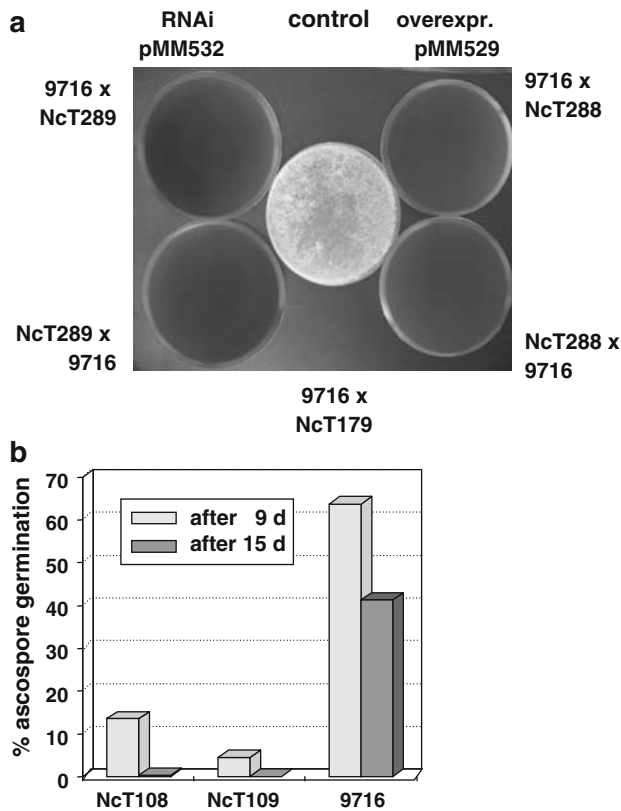 a
RNAi
pMM532
control
overexpr.
pMM529
9716 x
NcT289
9716 x
NcT288
NcT289 x
9716
NcT288 x
9716
9716 x
NcT179
b
% ascospore germination
70
60
50
40
30
20
10
0
after 9 d
after 15 d
NcT108
NcT109
9716